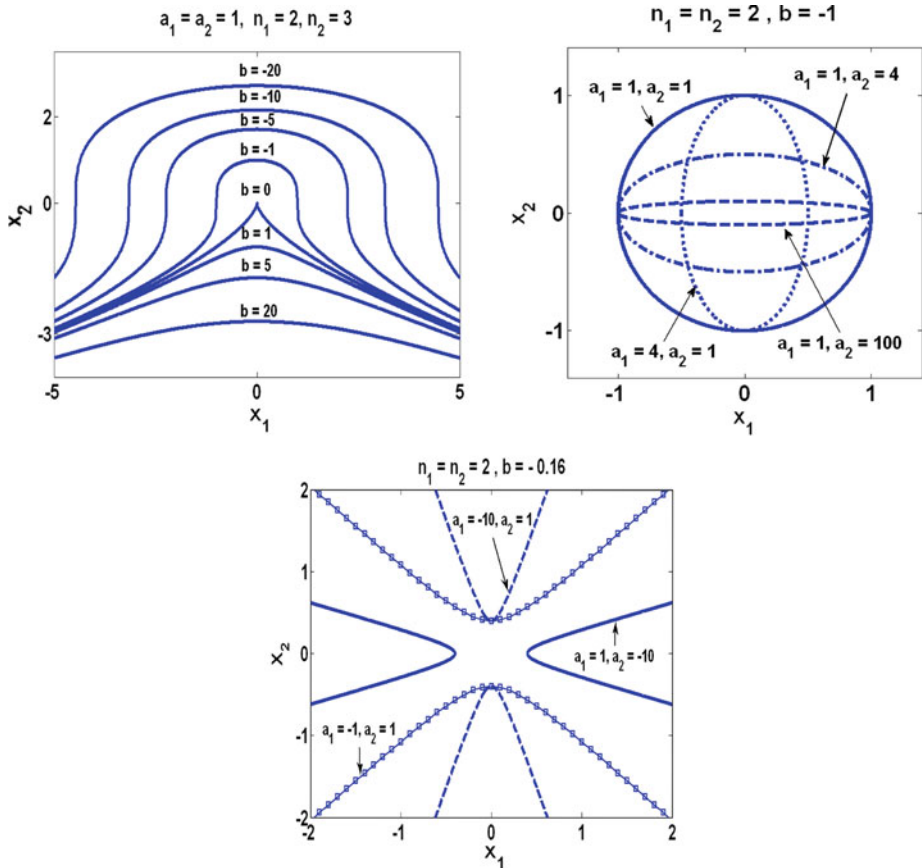 a1 = a2 = 1, n1 = 2, n2 = 3
b = -20
b = -10
b = -5
b = -1
b = 0
b = 1
b = 5
b = 20
2
0
-3
x2
-5
0
5
x1
n1 = n2 = 2 , b = -1
a1 = 1, a2 = 1
a1 = 1, a2 = 4
a1 = 4, a2 = 1
a1 = 1, a2 = 100
1
0
-1
x2
-1
0
1
x1
n1 = n2 = 2 , b = - 0.16
a1 = -10, a2 = 1
a1 = 1, a2 = -10
a1 = -1, a2 = 1
2
1
0
-1
-2
x2
-2
-1
0
1
2
x1